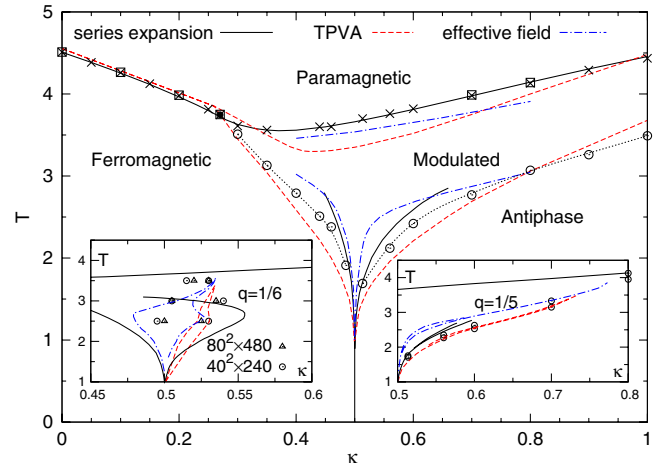 series expansion TPVA effective field
Paramagnetic
Ferromagnetic
Modulated
Antiphase
T
5
4
3
2
1
0
0 0.2 0.4 0.6 0.8 1
κ
T
q=1/6
4
3
2
1
80²×480
40²×240
κ
0.45 0.5 0.55 0.6
T
q=1/5
4
3
2
1
κ
0.5 0.6 0.7 0.8